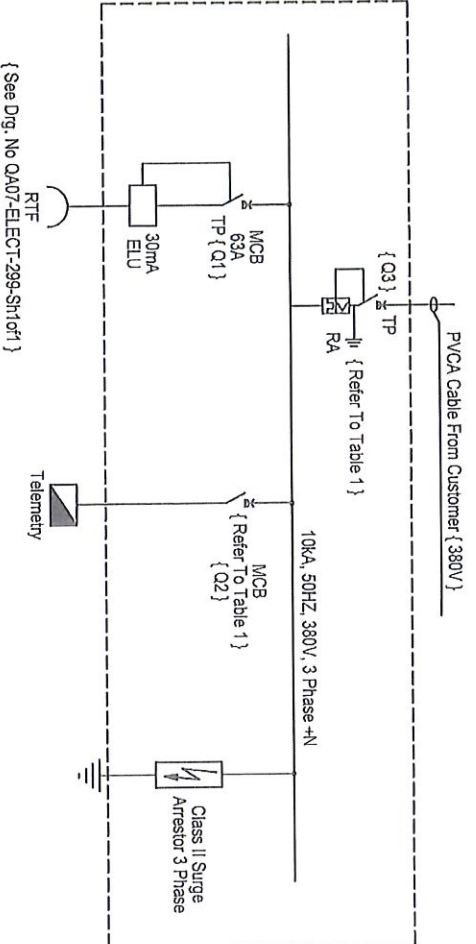 PVCA Cable From Customer { 380V }
{ Q3 }
TP
RA
{ Refer To Table 1 }
10kA, 50HZ, 380V, 3 Phase +N
MCB
63A
TP { Q1 }
30mA
ELU
RTF
{ See Drg. No QA07-ELECT-299-Sh1of1 }
MCB
{ Refer To Table 1 }
{ Q2 }
Telemetry
Class II Surge
Arrestor 3 Phase